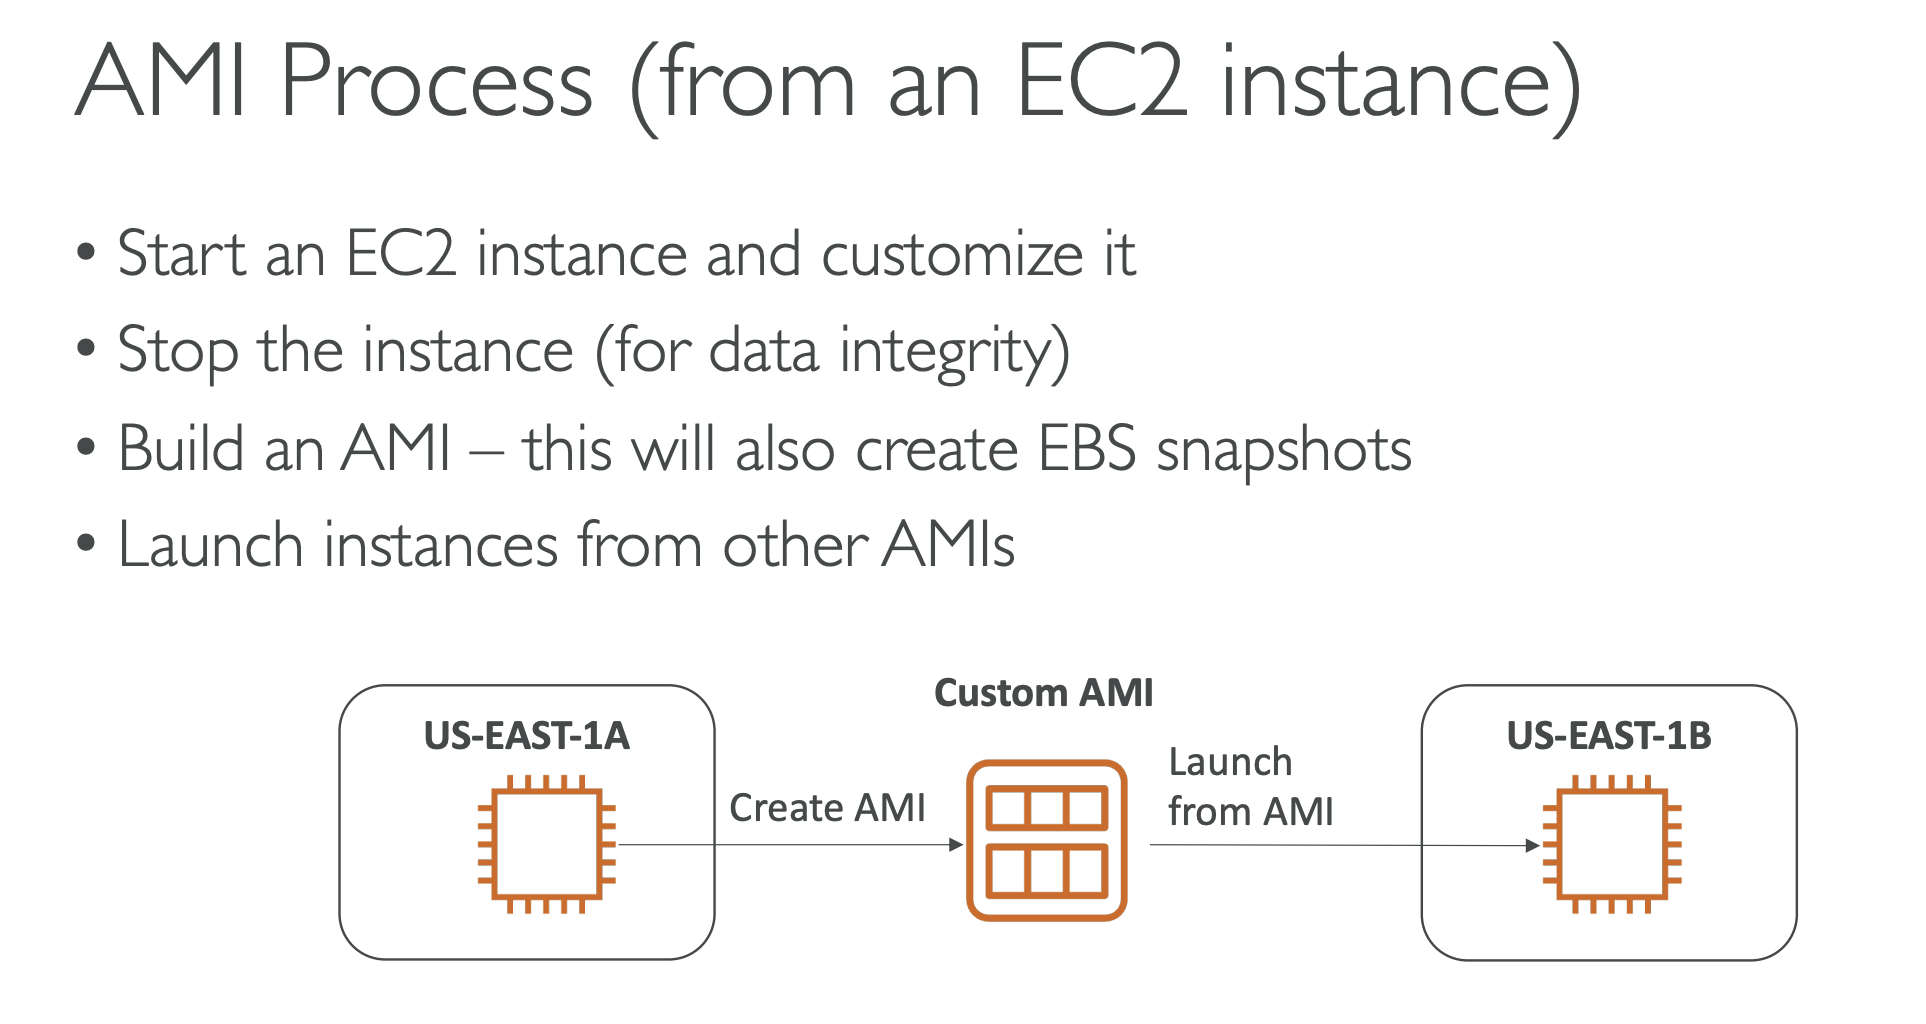 AMI Process (from an EC2 instance)
• Start an EC2 instance and customize it
• Stop the instance (for data integrity)
• Build an AMI – this will also create EBS snapshots
• Launch instances from other AMIs
US-EAST-1A
Create AMI
Custom AMI
Launch
from AMI
US-EAST-1B